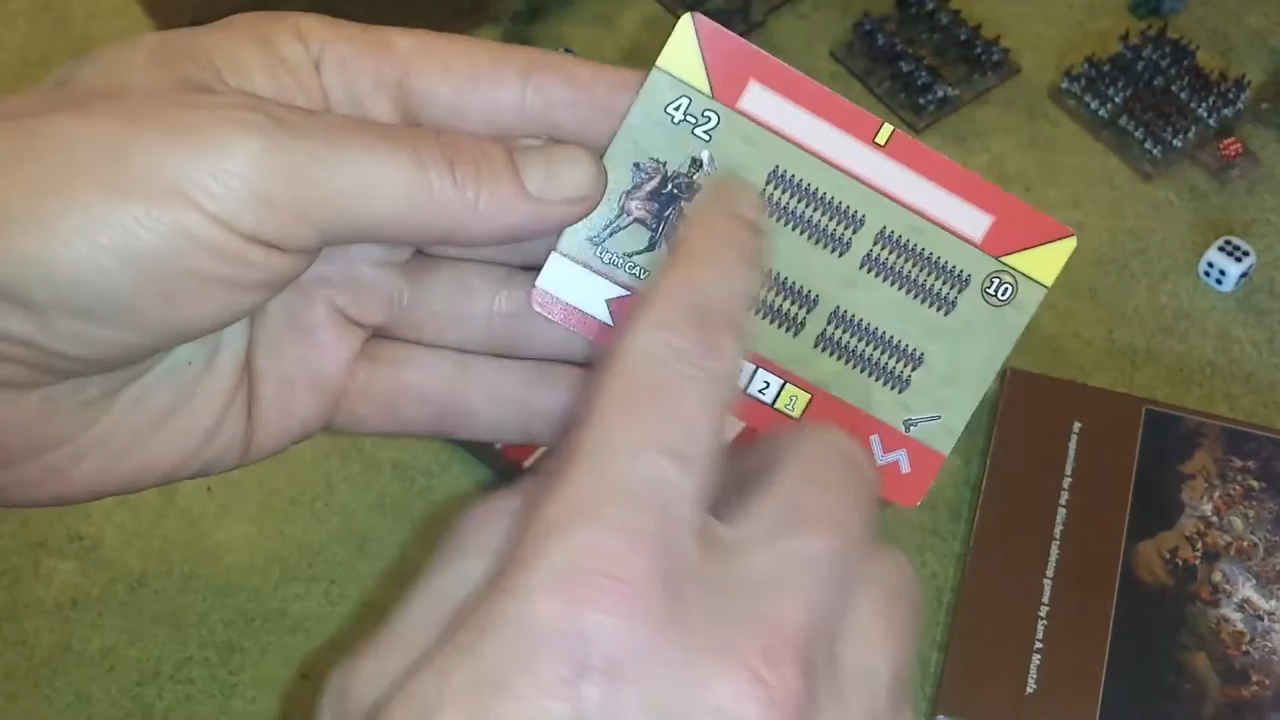 4-2
Light CAV
10
2 1
An expansion for the Blücher tabletop game by Sam A. Mustafa.